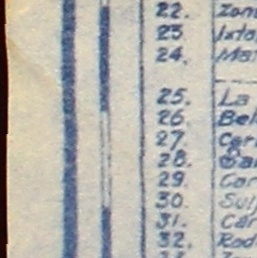 22. Zon
23
24. Ma
25. La
26. Bel
27. Car
28.
29. Car
30. Sul
31. Car
32. Rod